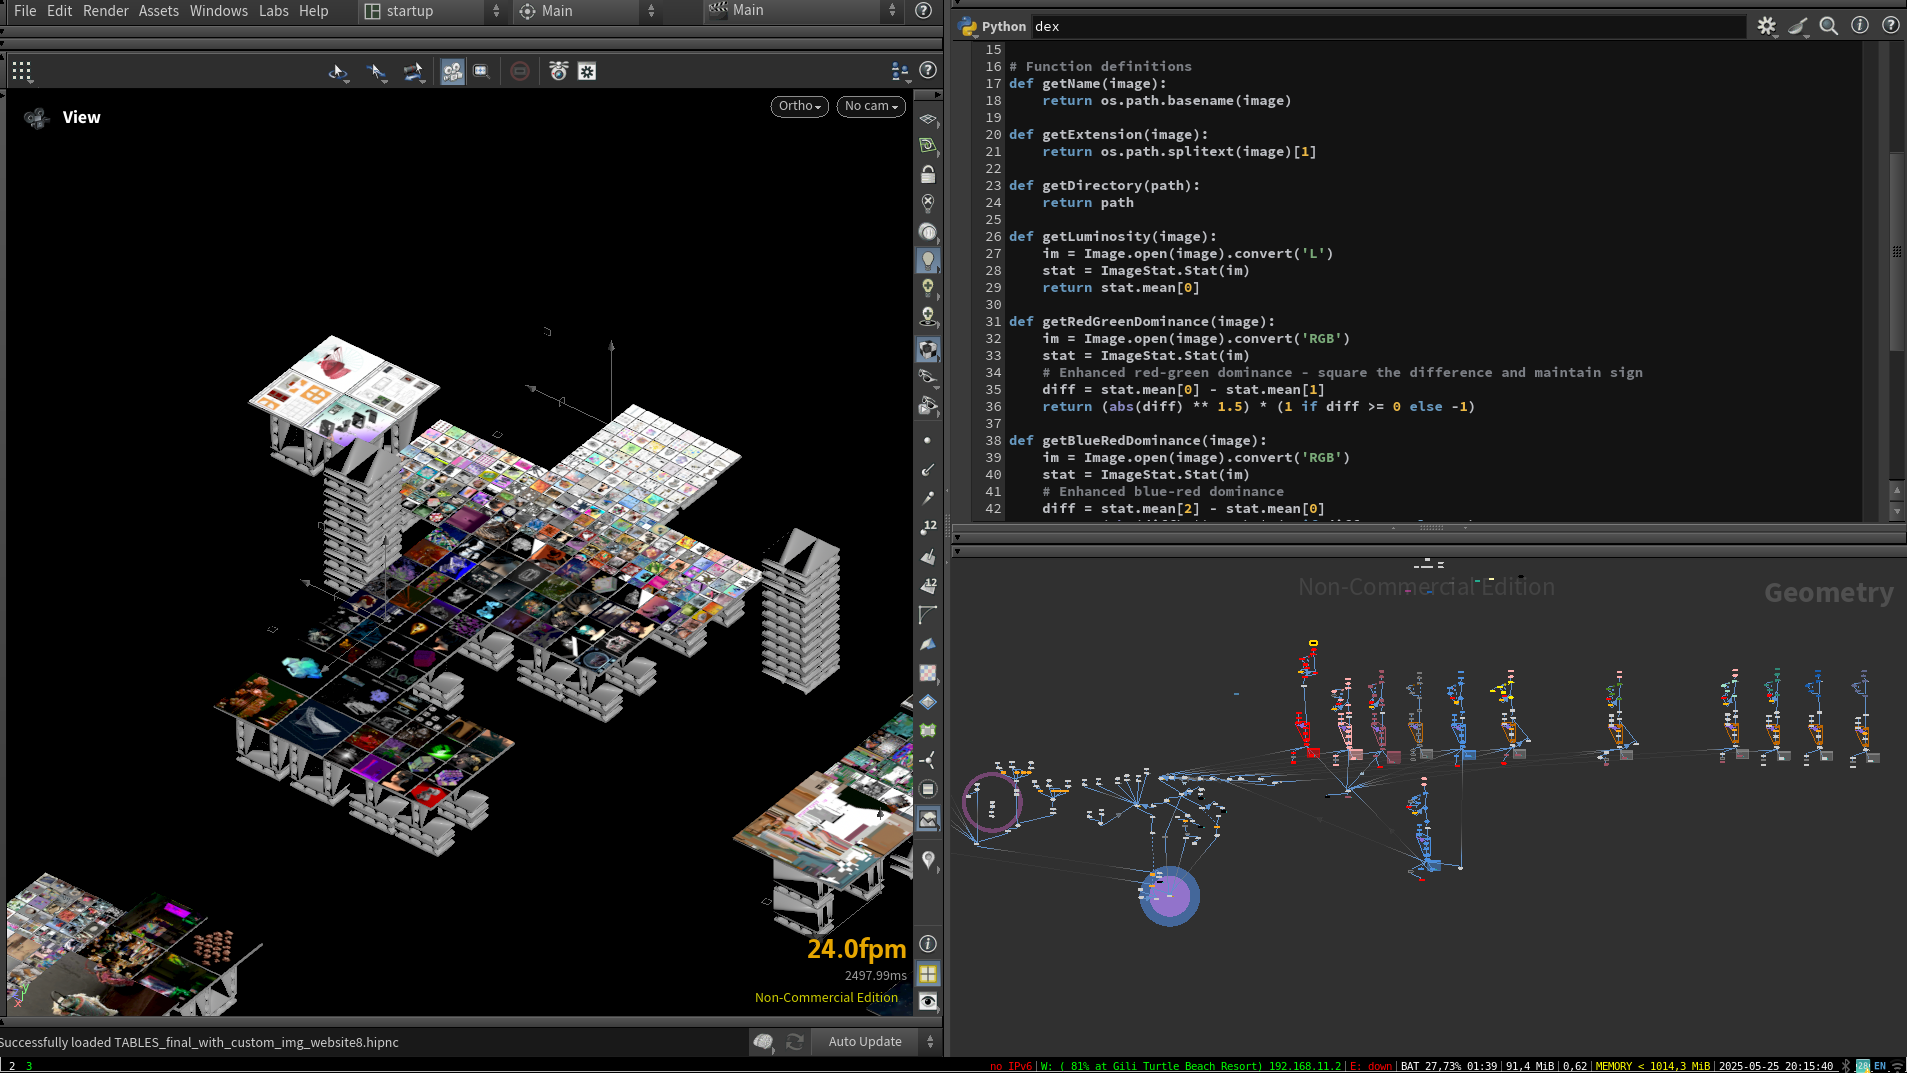 File Edit Render Assets Windows Labs Help startup Main Main
View
Ortho
No cam
12
12
24.0fpm
2497.99ms
Non-Commercial Edition
Successfully loaded TABLES_final_with_custom_img_website8.hipnc
Auto Update
Python dex
15
16 # Function definitions
17 def getName(image):
18 return os.path.basename(image)
19
20 def getExtension(image):
21 return os.path.splitext(image)[1]
22
23 def getDirectory(path):
24 return path
25
26 def getLuminosity(image):
27 im = Image.open(image).convert('L')
28 stat = ImageStat.Stat(im)
29 return stat.mean[0]
30
31 def getRedGreenDominance(image):
32 im = Image.open(image).convert('RGB')
33 stat = ImageStat.Stat(im)
34 # Enhanced red-green dominance - square the difference and maintain sign
35 diff = stat.mean[0] - stat.mean[1]
36 return (abs(diff) ** 1.5) * (1 if diff >= 0 else -1)
37
38 def getBlueRedDominance(image):
39 im = Image.open(image).convert('RGB')
40 stat = ImageStat.Stat(im)
41 # Enhanced blue-red dominance
42 diff = stat.mean[2] - stat.mean[0]
Non-Commercial Edition
Geometry
2 3
no IPv6|W: ( 81% at Gili Turtle Beach Resort) 192.168.11.2|E: down|BAT 27,73% 01:39|91,4 MiB|0,62|MEMORY < 1014,3 MiB|2025-05-25 20:15:40
EN